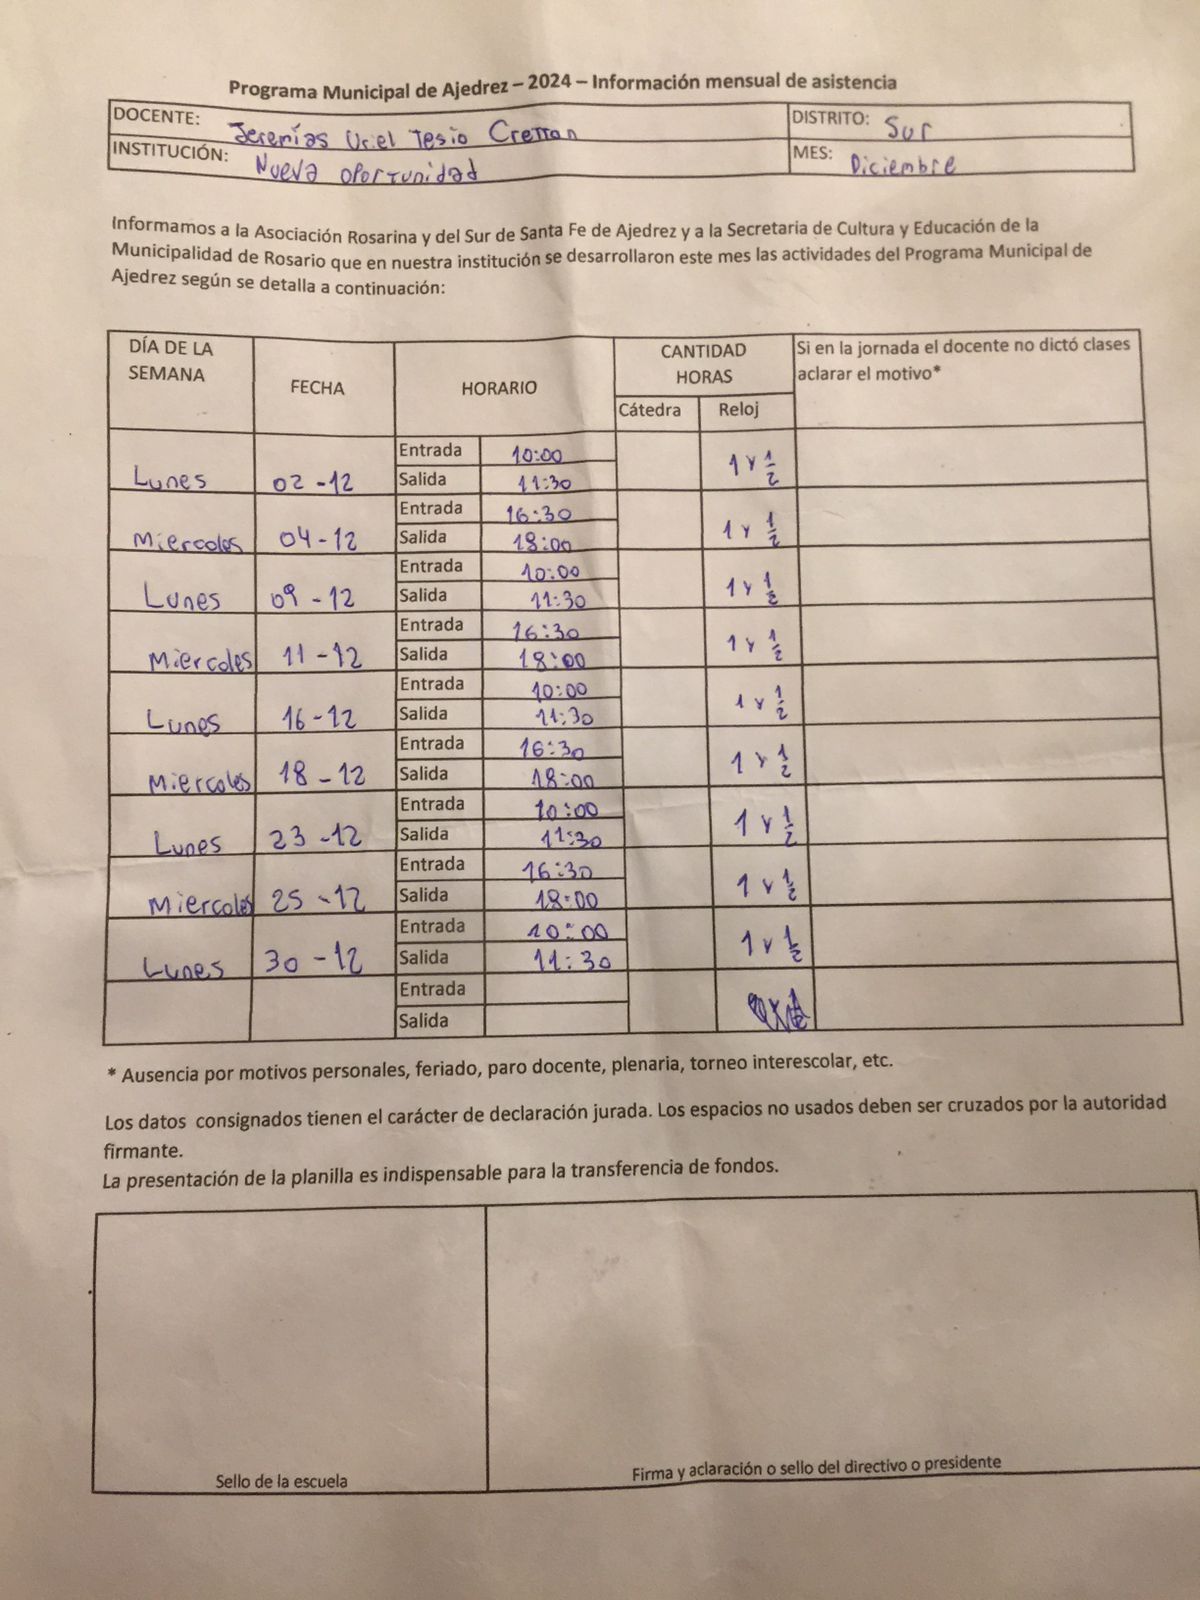 Programa Municipal de Ajedrez – 2024 – Información mensual de asistencia
DOCENTE: Jeremías Uriel Tesio Crettan DISTRITO: Sur
INSTITUCIÓN: Nueva oportunidad MES: Diciembre
Informamos a la Asociación Rosarina y del Sur de Santa Fe de Ajedrez y a la Secretaria de Cultura y Educación de la
Municipalidad de Rosario que en nuestra institución se desarrollaron este mes las actividades del Programa Municipal de
Ajedrez según se detalla a continuación:
DÍA DE LA SEMANA FECHA HORARIO CANTIDAD HORAS Si en la jornada el docente no dictó clases aclarar el motivo*
Cátedra Reloj
Lunes 02-12 Entrada 10:00 1 y 1/2
Salida 11:30
Miercoles 04-12 Entrada 16:30 1 y 1/2
Salida 18:00
Lunes 09-12 Entrada 10:00 1 y 1/2
Salida 11:30
Miercoles 11-12 Entrada 16:30 1 y 1/2
Salida 18:00
Lunes 16-12 Entrada 10:00 1 y 1/2
Salida 11:30
Miercoles 18-12 Entrada 16:30 1 y 1/2
Salida 18:00
Lunes 23-12 Entrada 10:00 1 y 1/2
Salida 11:30
Miercoles 25-12 Entrada 16:30 1 y 1/2
Salida 18:00
Lunes 30-12 Entrada 10:00 1 y 1/2
Salida 11:30
Entrada
Salida
* Ausencia por motivos personales, feriado, paro docente, plenaria, torneo interescolar, etc.
Los datos consignados tienen el carácter de declaración jurada. Los espacios no usados deben ser cruzados por la autoridad
firmante.
La presentación de la planilla es indispensable para la transferencia de fondos.
Sello de la escuela Firma y aclaración o sello del directivo o presidente